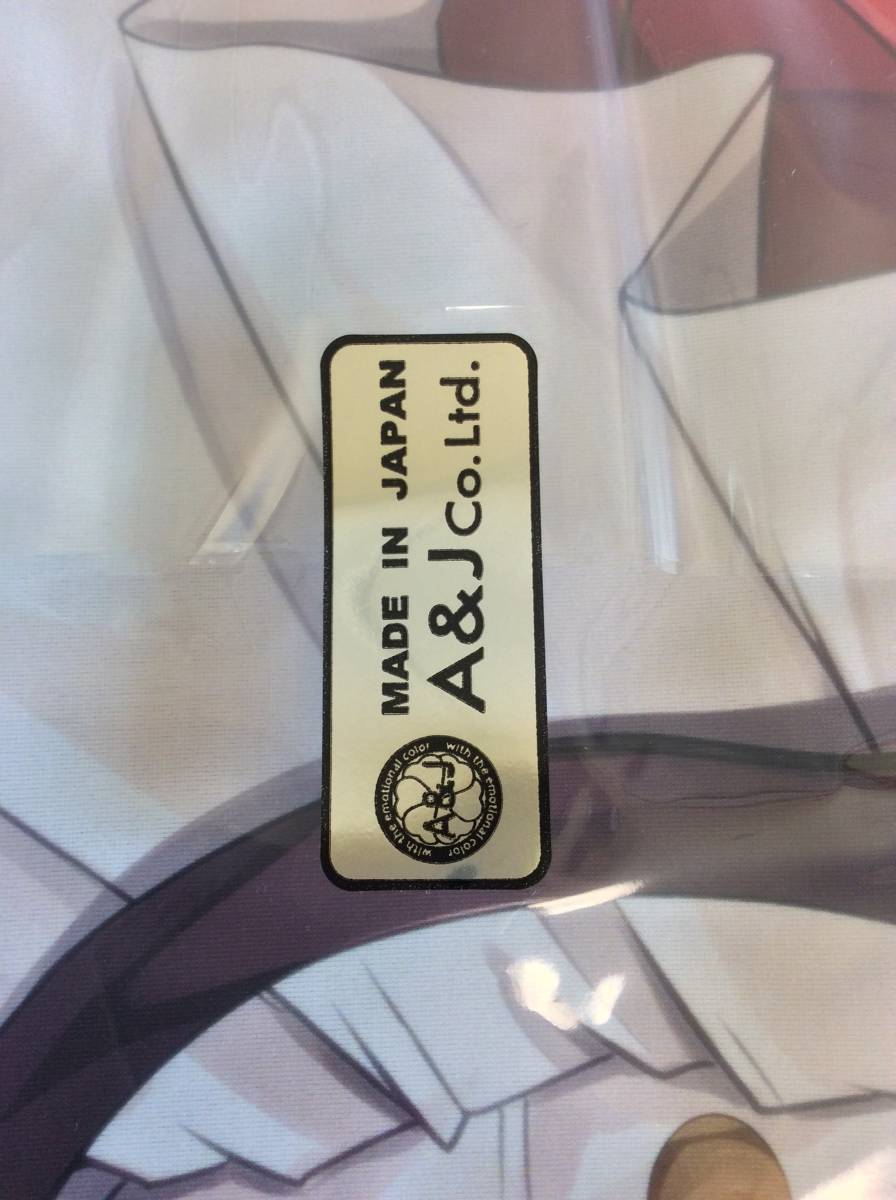 MADE IN JAPAN
A&J Co.Ltd.
with the emotional color
with the emotional color
A&J